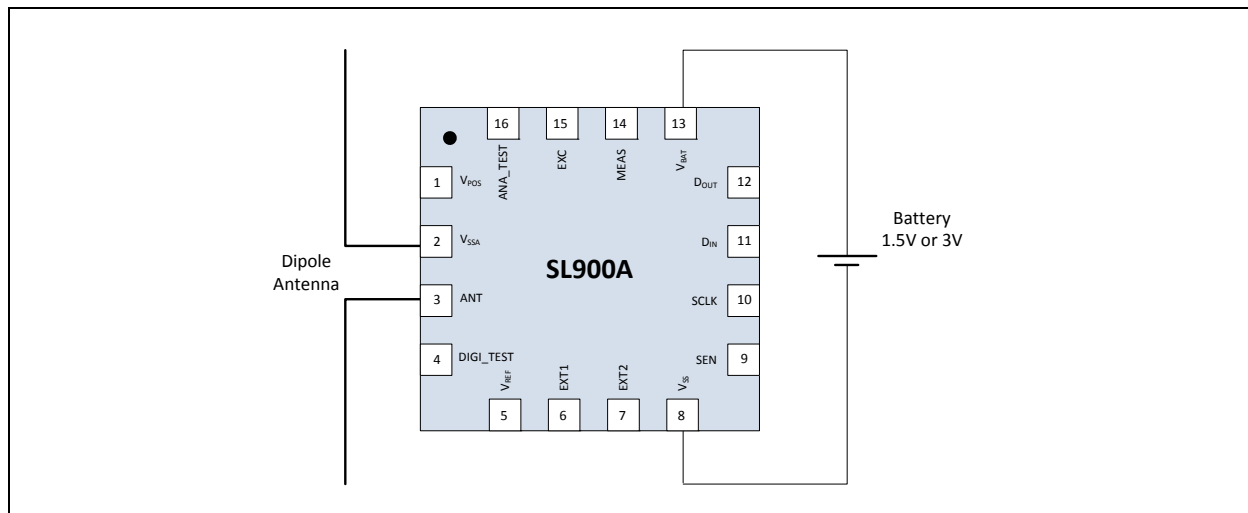 16
15
14
13
ANA_TEST
EXC
MEAS
VBAT
1
VPOS
DOUT
12
2
VSSA
DIN
11
Battery
1.5V or 3V
Dipole
Antenna
SL900A
3
ANT
SCLK
10
4
DIGI_TEST
SEN
9
VREF
EXT1
EXT2
VSS
5
6
7
8